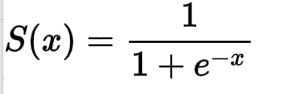 S(x) = 1 / (1 + e^{-x})